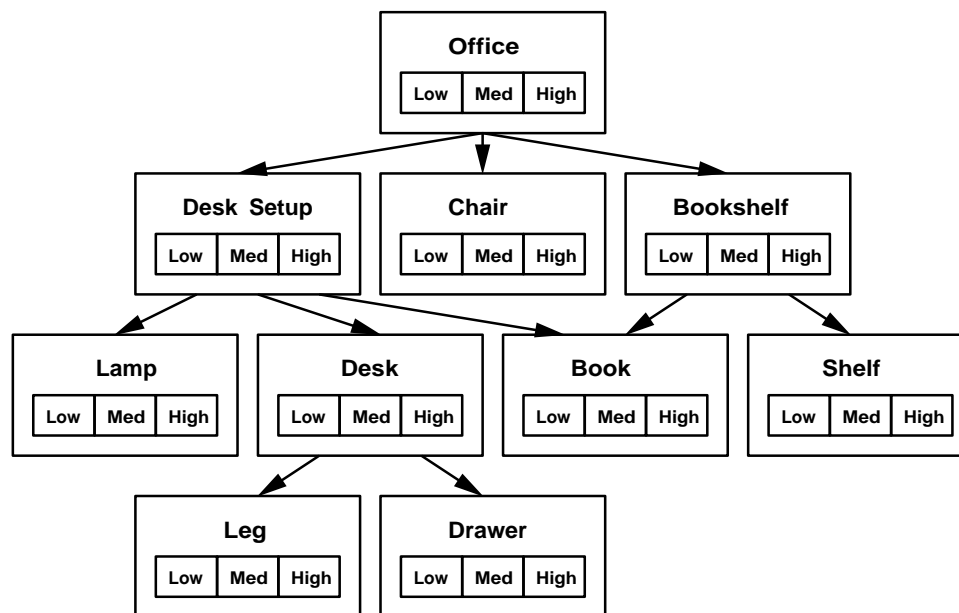 Office
Low Med High
Desk Setup Chair Bookshelf
Low Med High Low Med High Low Med High
Lamp Desk Book Shelf
Low Med High Low Med High Low Med High Low Med High
Leg Drawer
Low Med High Low Med High